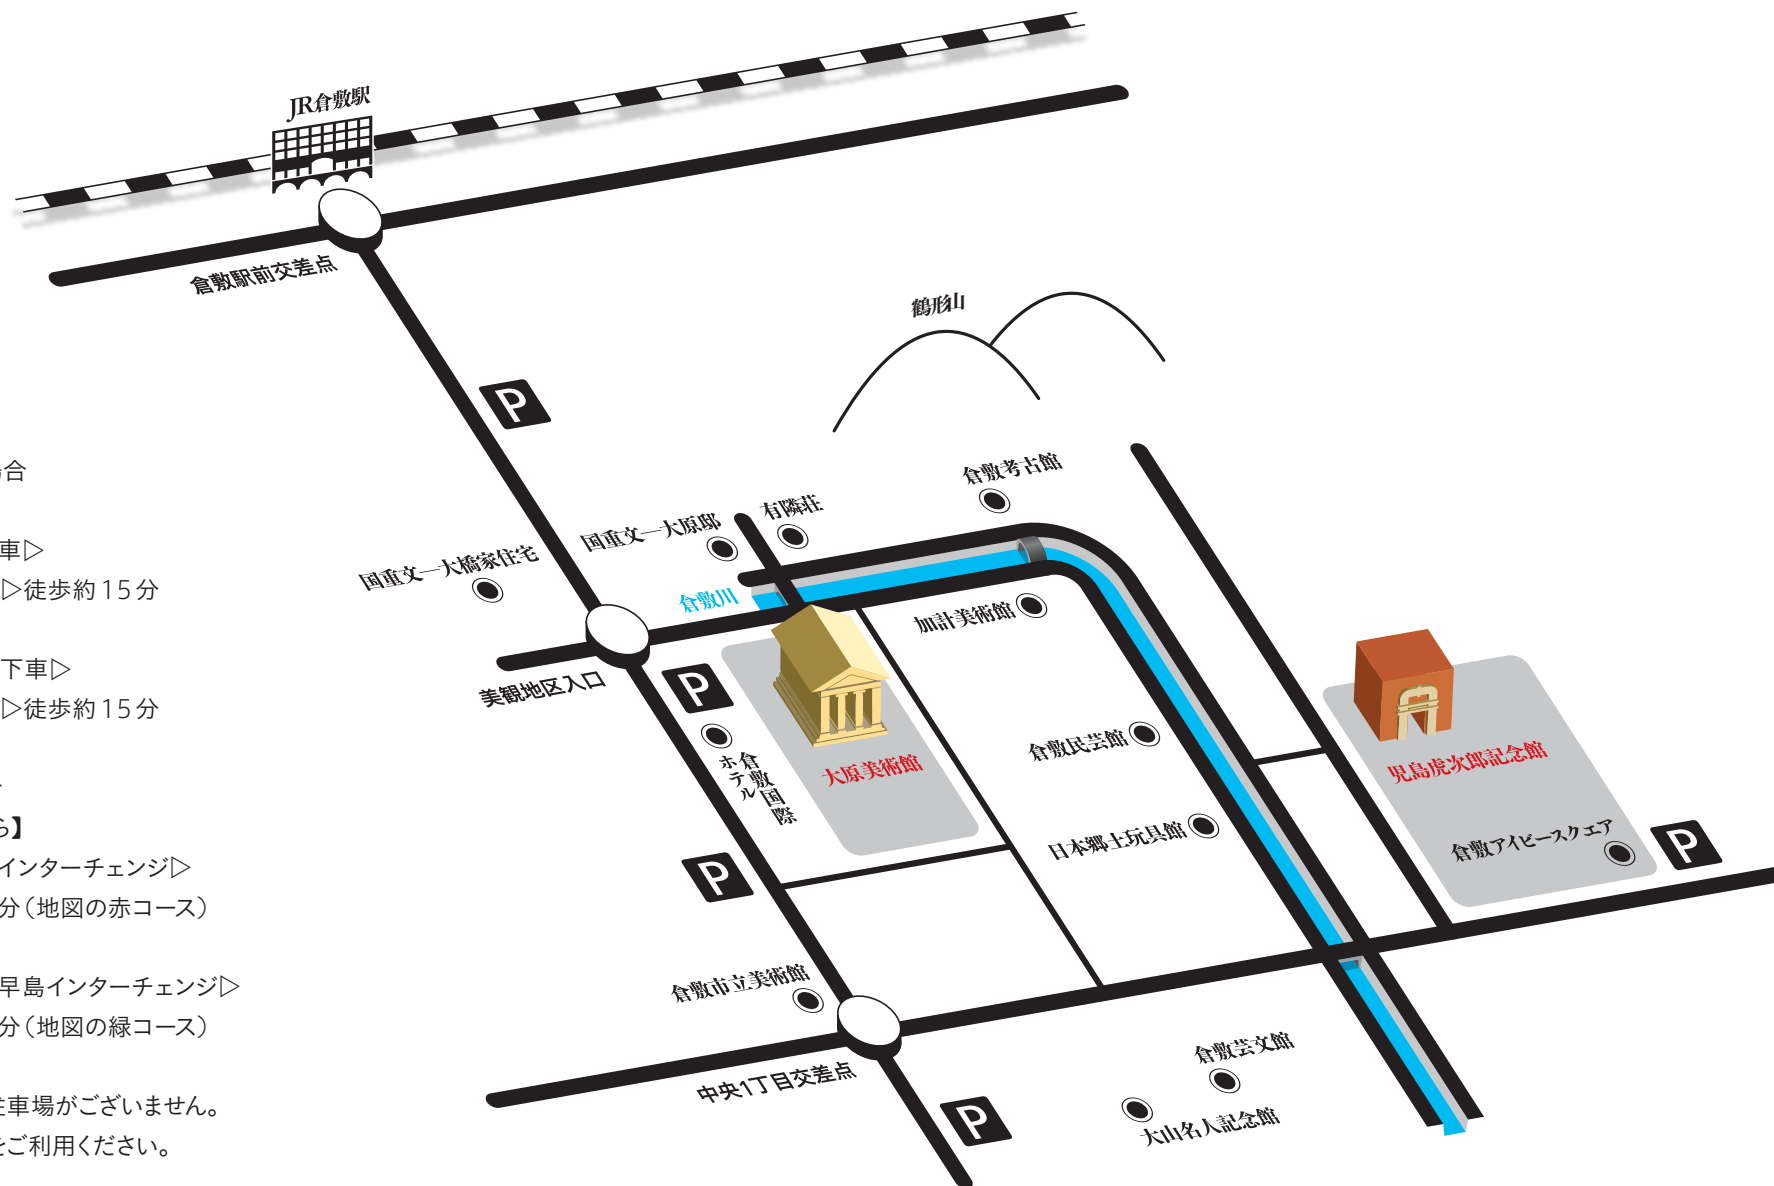 JR倉敷駅
倉敷駅前交差点
鶴形山
P
倉敷考古館
有隣荘
国重文―大原邸
国重文―大橋家住宅
倉敷川
加計美術館
美観地区入口
P
倉敷国際
ホテル
大原美術館
倉敷民芸館
児島虎次郎記念館
日本郷土玩具館
倉敷アイビースクエア
P
P
倉敷市立美術館
中央1丁目交差点
倉敷芸文館
大山名人記念館
P
合
車▷
▷徒歩約15分
下車▷
▷徒歩約15分
ら】
インターチェンジ▷
分（地図の赤コース）
早島インターチェンジ▷
分（地図の緑コース）
車場がございません。
をご利用ください。